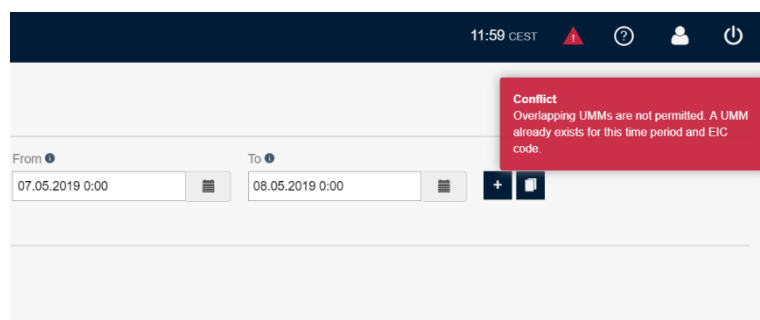 11:59 CEST
Conflict
Overlapping UMMs are not permitted. A UMM
already exists for this time period and EIC
code.
From
To
07.05.2019 0:00
08.05.2019 0:00